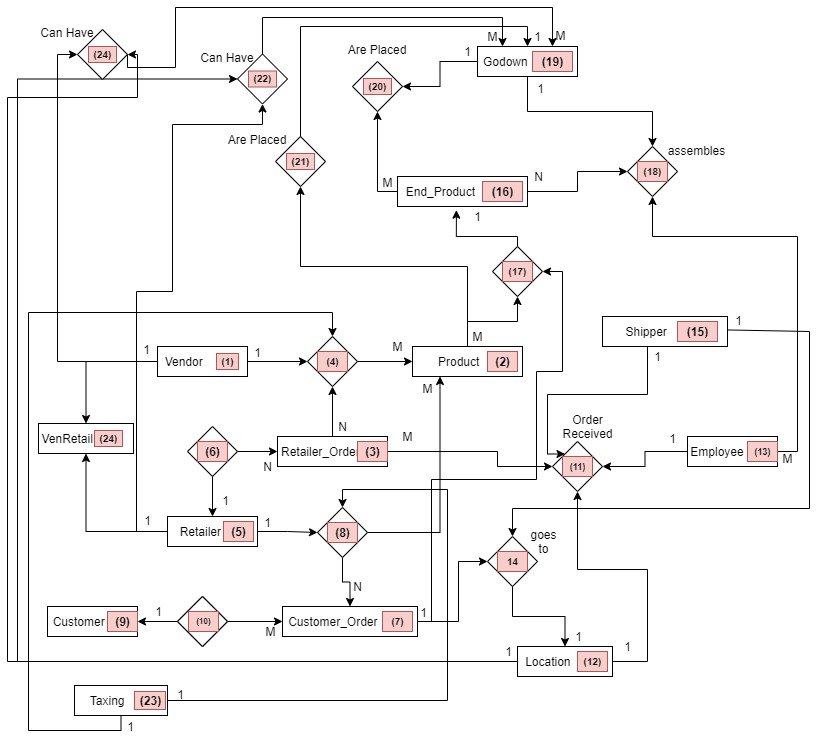 Can Have
(24)
Can Have
(22)
M
1
M
Are Placed
1
Godown (19)
(20)
1
Are Placed
(21)
assembles
(18)
M
End_Product (16)
N
1
(17)
M
Shipper (15)
1
1
1
Vendor (1)
1
(4)
M
Product (2)
M
VenRetail (24)
N
(6)
N
Retailer_Orde (3)
M
Order
Received
(11)
1
Employee (13)
M
1
1
Retailer (5)
1
(8)
goes
to
14
N
Customer (9)
1
(10)
M
Customer_Order (7)
1
1
1
Location (12)
1
Taxing (23)
1
1